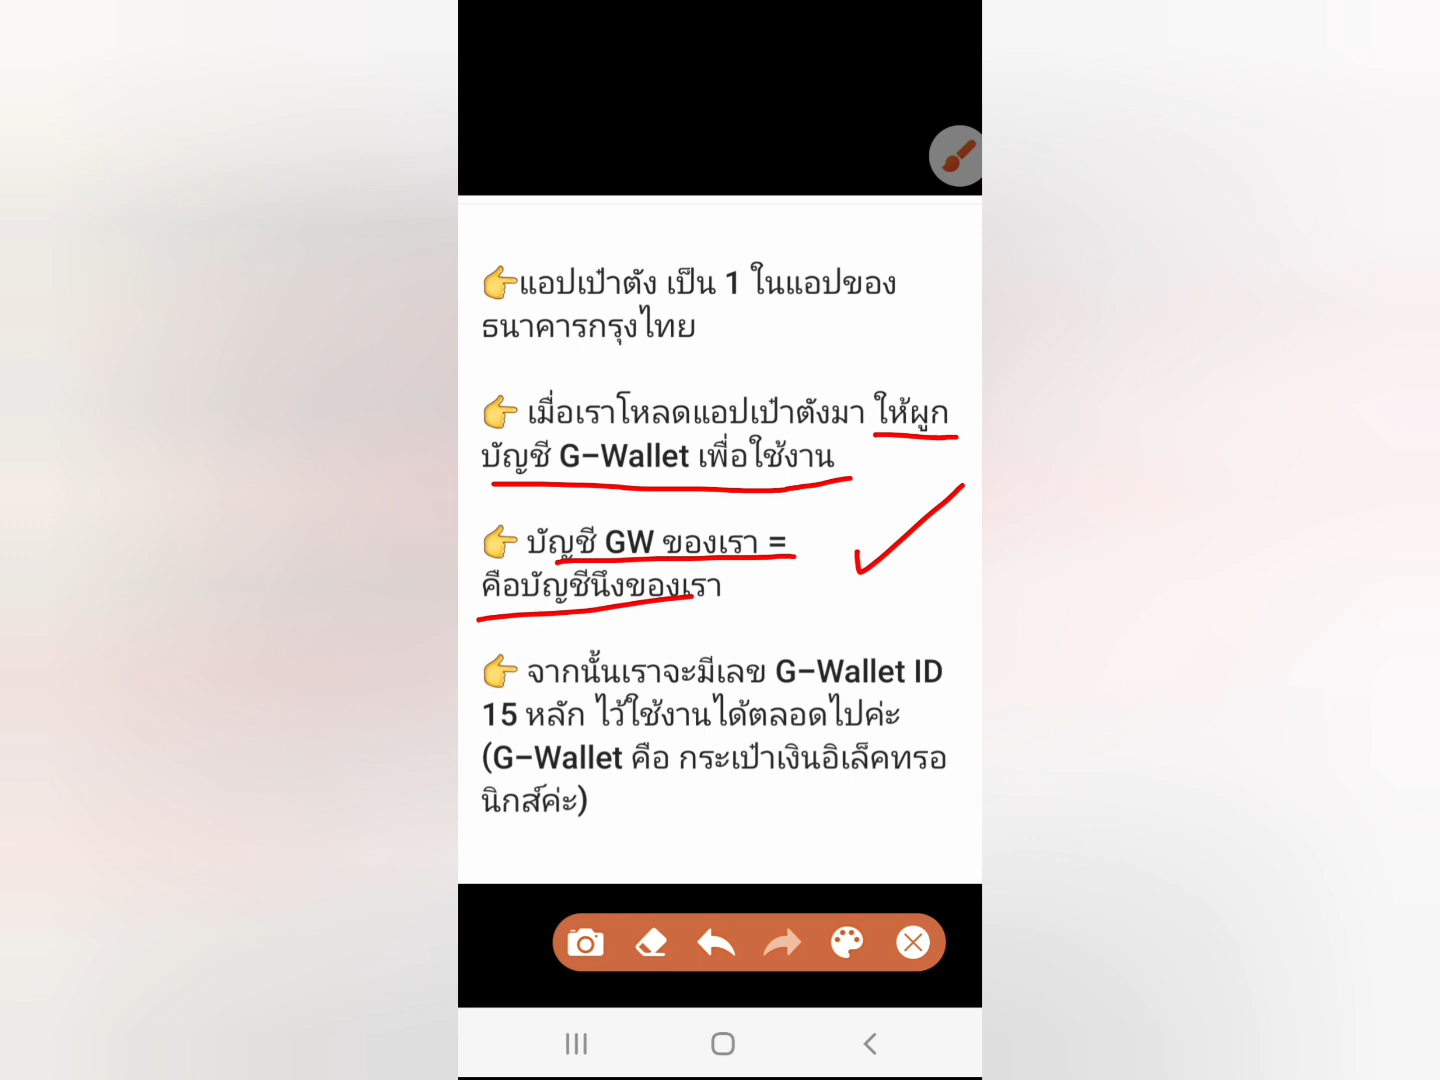 👉แอปเป๋าตัง เป็น 1 ในแอปของ
ธนาคารกรุงไทย
👉 เมื่อเราโหลดแอปเป๋าตังมา ให้ผูก
บัญชี G-Wallet เพื่อใช้งาน
👉 บัญชี GW ของเรา =
คือบัญชีนึงของเรา
👉 จากนั้นเราจะมีเลข G-Wallet ID
15 หลัก ไว้ใช้งานได้ตลอดไปค่ะ
(G-Wallet คือ กระเป๋าเงินอิเล็คทรอ
นิกส์ค่ะ)